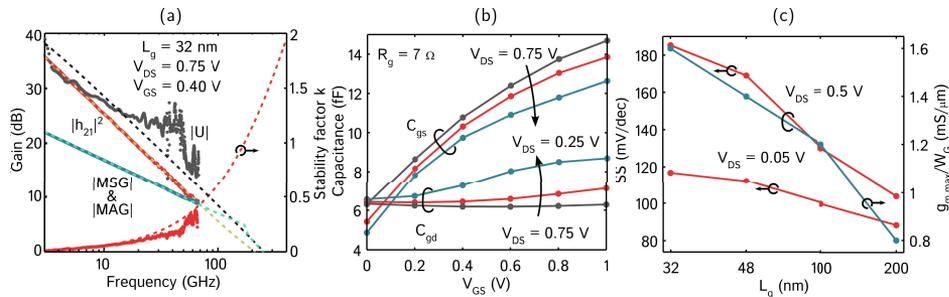 (a)
40
30
20
10
0
Gain (dB)
10
100
Frequency (GHz)
2
1.5
1
0.5
0
Stability factor k
L_g = 32 nm
V_DS = 0.75 V
V_GS = 0.40 V
|h_21|^2
|U|
|MSG|
&
|MAG|
(b)
14
12
10
8
6
4
Capacitance (fF)
0
0.2
0.4
0.6
0.8
1
V_GS (V)
R_g = 7 Ω
V_DS = 0.75 V
C_gs
V_DS = 0.25 V
C_gd
V_DS = 0.75 V
(c)
180
160
140
120
100
80
SS (mV/dec)
32
48
100
200
L_g (nm)
1.6
1.4
1.2
1
0.8
g_m,max/W_G (mS/μm)
V_DS = 0.5 V
V_DS = 0.05 V